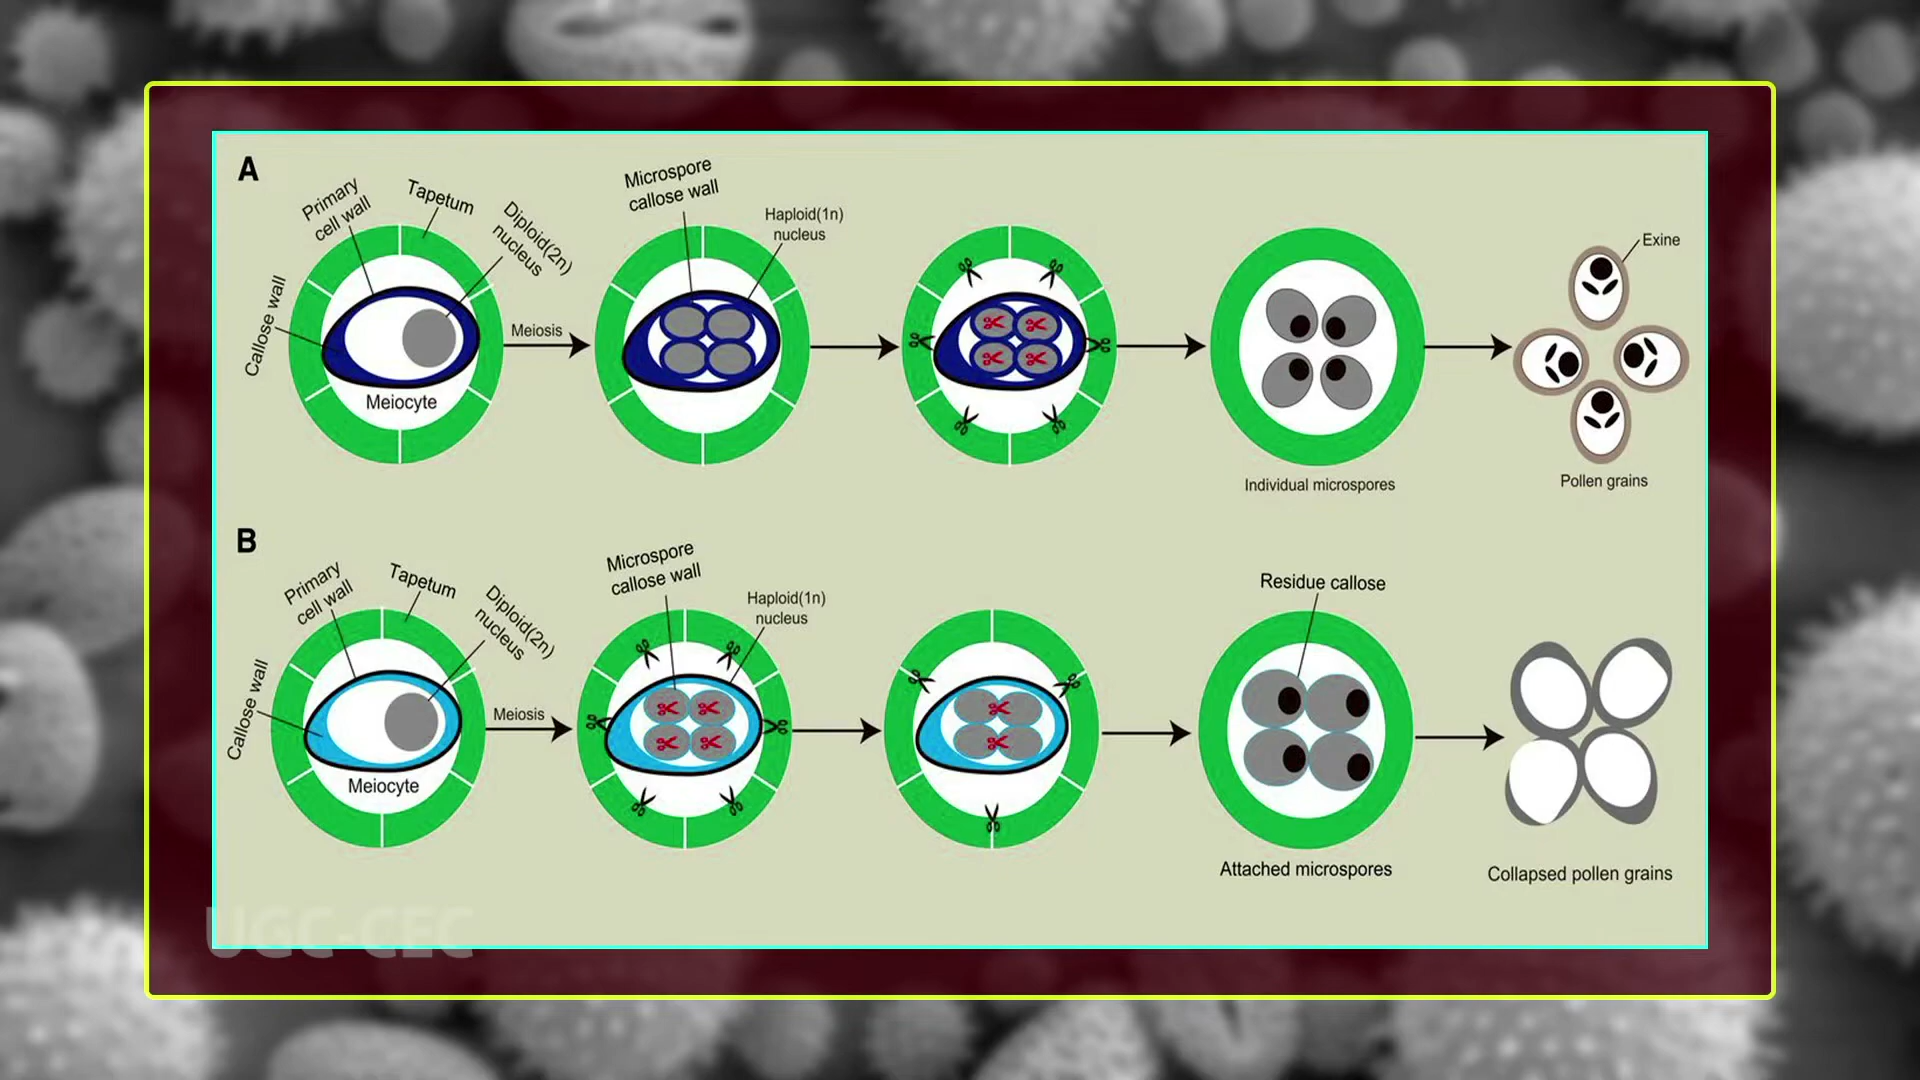 A
Primary
cell wall
Tapetum
Diploid(2n)
nucleus
Callose wall
Meiocyte
Meiosis
Microspore
callose wall
Haploid(1n)
nucleus
Individual microspores
Exine
Pollen grains
B
Primary
cell wall
Tapetum
Diploid(2n)
nucleus
Callose wall
Meiocyte
Meiosis
Microspore
callose wall
Haploid(1n)
nucleus
Residue callose
Attached microspores
Collapsed pollen grains
UGC-CEC